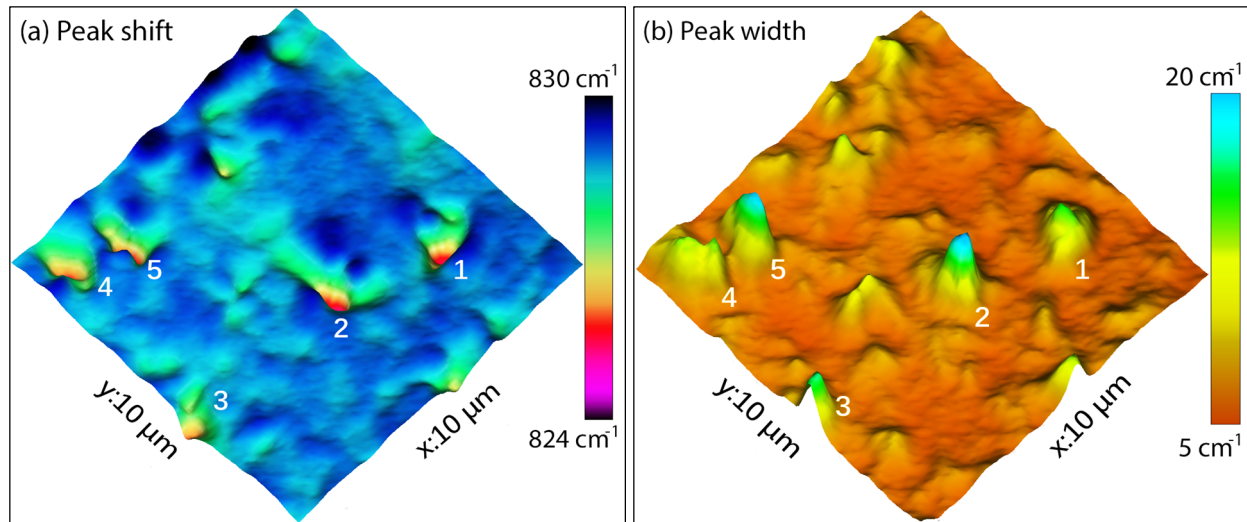 (a) Peak shift
830 cm⁻¹
824 cm⁻¹
1
2
3
4
5
y:10 μm
x:10 μm
(b) Peak width
20 cm⁻¹
5 cm⁻¹
1
2
3
4
5
y:10 μm
x:10 μm